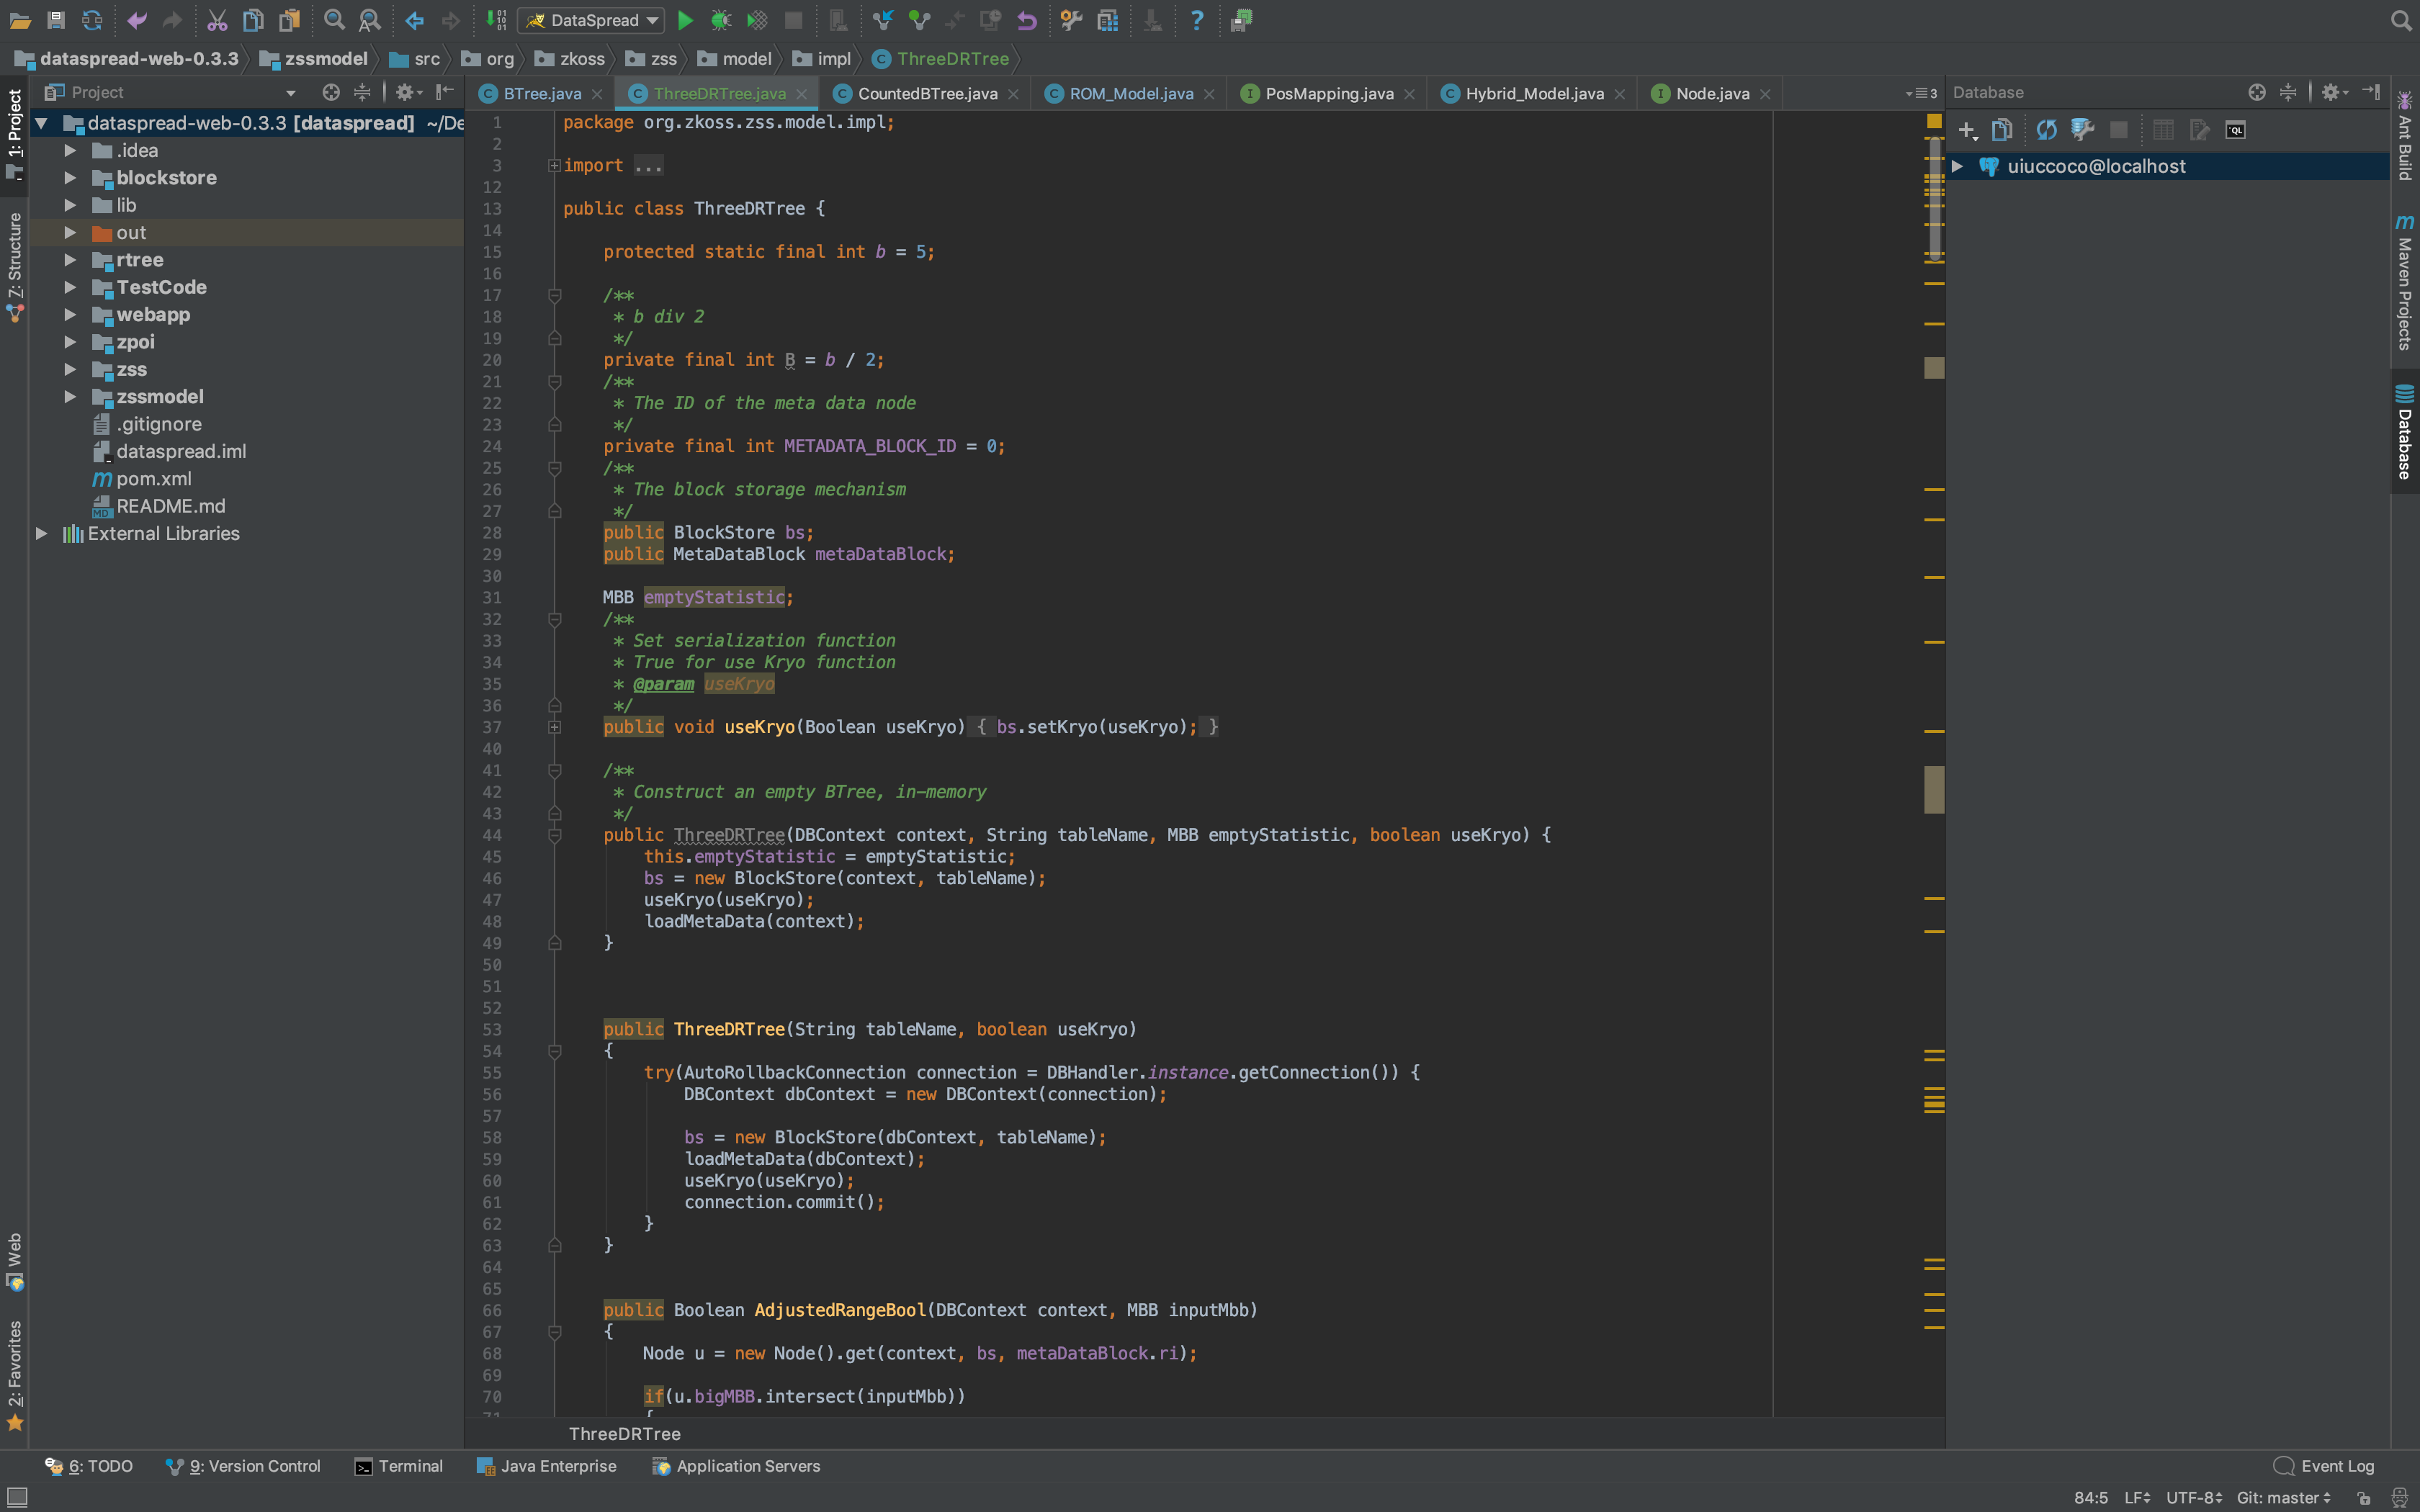 DataSpread
dataspread-web-0.3.3 zssmodel src org zkoss zss model impl ThreeDRTree
Project
BTree.java ThreeDRTree.java CountedBTree.java ROM_Model.java PosMapping.java Hybrid_Model.java Node.java 3
Database
1: Project
7: Structure
Web
2: Favorites
dataspread-web-0.3.3 [dataspread] ~/De
.idea
blockstore
lib
out
rtree
TestCode
webapp
zpoi
zss
zssmodel
.gitignore
dataspread.iml
pom.xml
README.md
External Libraries
1 package org.zkoss.zss.model.impl;
2
3 import ...
12
13 public class ThreeDRTree {
14
15 protected static final int b = 5;
16
17 /**
18 * b div 2
19 */
20 private final int B = b / 2;
21 /**
22 * The ID of the meta data node
23 */
24 private final int METADATA_BLOCK_ID = 0;
25 /**
26 * The block storage mechanism
27 */
28 public BlockStore bs;
29 public MetaDataBlock metaDataBlock;
30
31 MBB emptyStatistic;
32 /**
33 * Set serialization function
34 * True for use Kryo function
35 * @param useKryo
36 */
37 public void useKryo(Boolean useKryo) { bs.setKryo(useKryo); }
40
41 /**
42 * Construct an empty BTree, in-memory
43 */
44 public ThreeDRTree(DBContext context, String tableName, MBB emptyStatistic, boolean useKryo) {
45 this.emptyStatistic = emptyStatistic;
46 bs = new BlockStore(context, tableName);
47 useKryo(useKryo);
48 loadMetaData(context);
49 }
50
51
52
53 public ThreeDRTree(String tableName, boolean useKryo)
54 {
55 try(AutoRollbackConnection connection = DBHandler.instance.getConnection()) {
56 DBContext dbContext = new DBContext(connection);
57
58 bs = new BlockStore(dbContext, tableName);
59 loadMetaData(dbContext);
60 useKryo(useKryo);
61 connection.commit();
62 }
63 }
64
65
66 public Boolean AdjustedRangeBool(DBContext context, MBB inputMbb)
67 {
68 Node u = new Node().get(context, bs, metaDataBlock.ri);
69
70 if(u.bigMBB.intersect(inputMbb))
71 {
ThreeDRTree
QL
uiuccoco@localhost
Ant Build
Maven Projects
Database
6: TODO 9: Version Control Terminal Java Enterprise Application Servers Event Log
84:5 LF UTF-8 Git: master